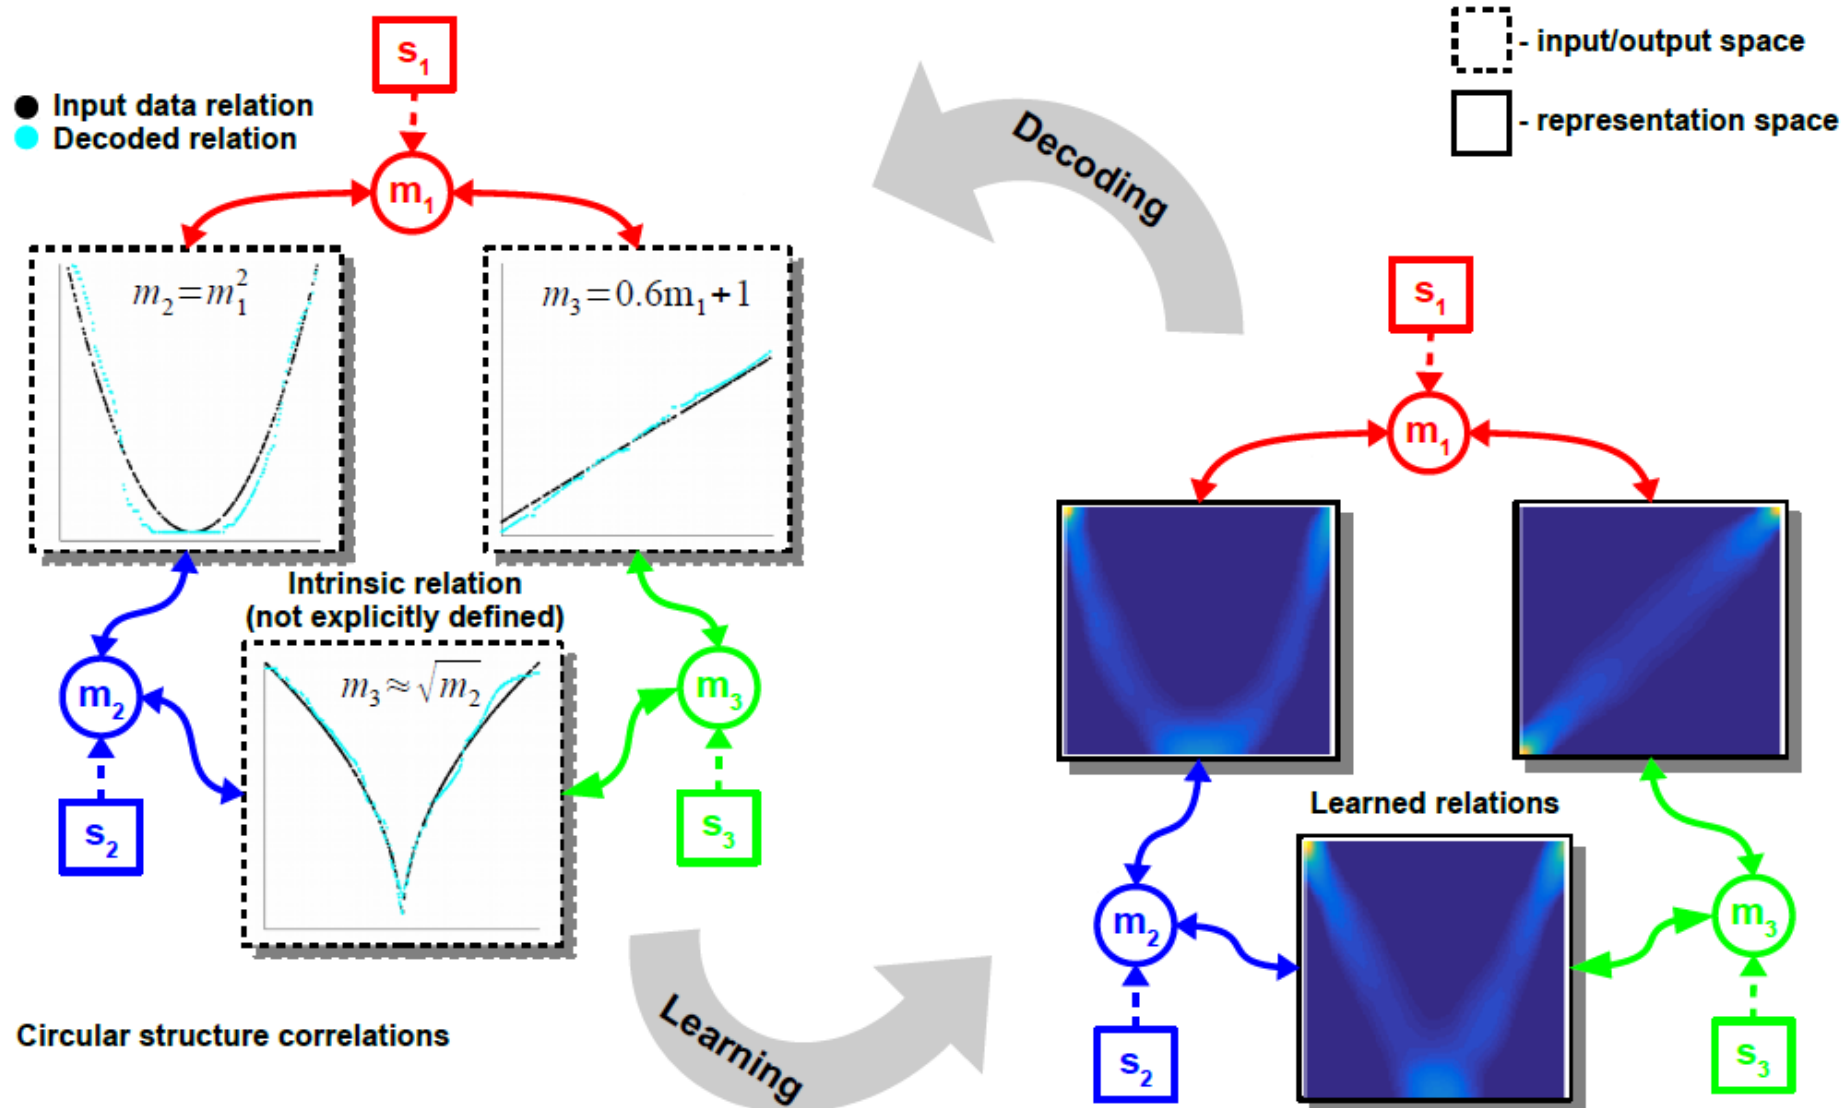 s₁
- input/output space
- representation space
Input data relation
Decoded relation
m₁
Decoding
m₂=m₁²
m₃=0.6m₁+1
s₁
m₁
Intrinsic relation
(not explicitly defined)
m₃≈√m₂
m₂
m₃
s₂
s₃
Learned relations
m₂
m₃
Learning
Circular structure correlations
s₂
s₃